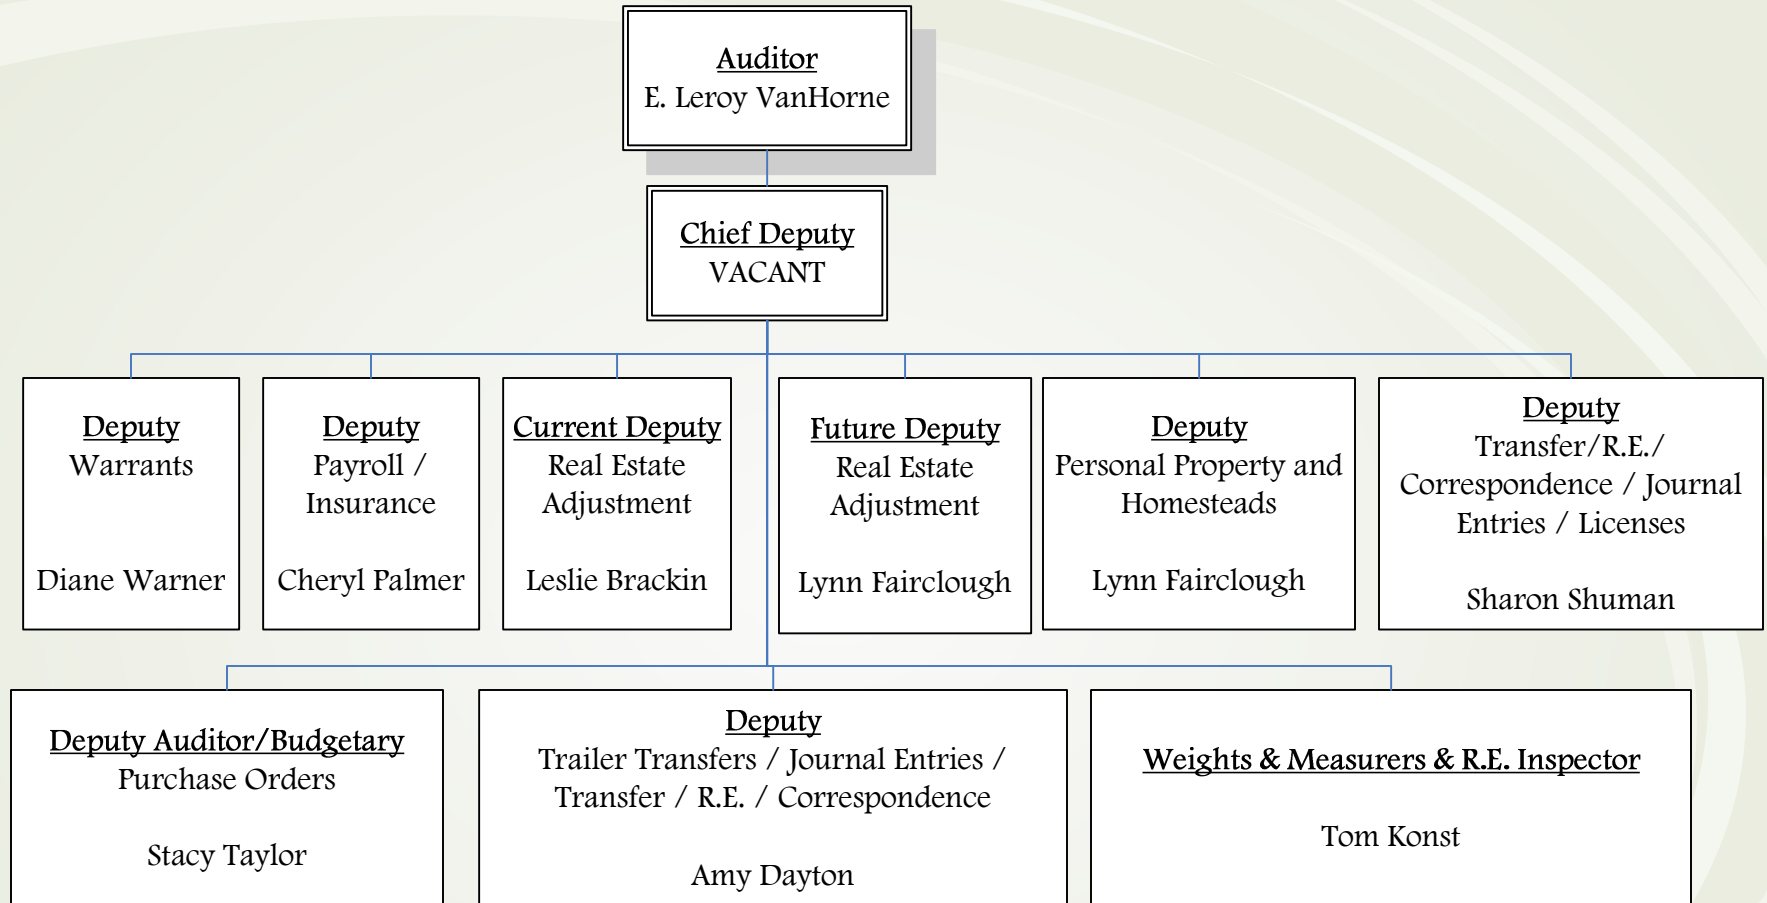 Auditor
E. Leroy VanHorne
Chief Deputy
VACANT
Deputy
Warrants
Diane Warner
Deputy
Payroll /
Insurance
Cheryl Palmer
Current Deputy
Real Estate
Adjustment
Leslie Brackin
Future Deputy
Real Estate
Adjustment
Lynn Fairclough
Deputy
Personal Property and
Homesteads
Lynn Fairclough
Deputy
Transfer/R.E./
Correspondence / Journal
Entries / Licenses
Sharon Shuman
Deputy Auditor/Budgetary
Purchase Orders
Stacy Taylor
Deputy
Trailer Transfers / Journal Entries /
Transfer / R.E. / Correspondence
Amy Dayton
Weights & Measurers & R.E. Inspector
Tom Konst